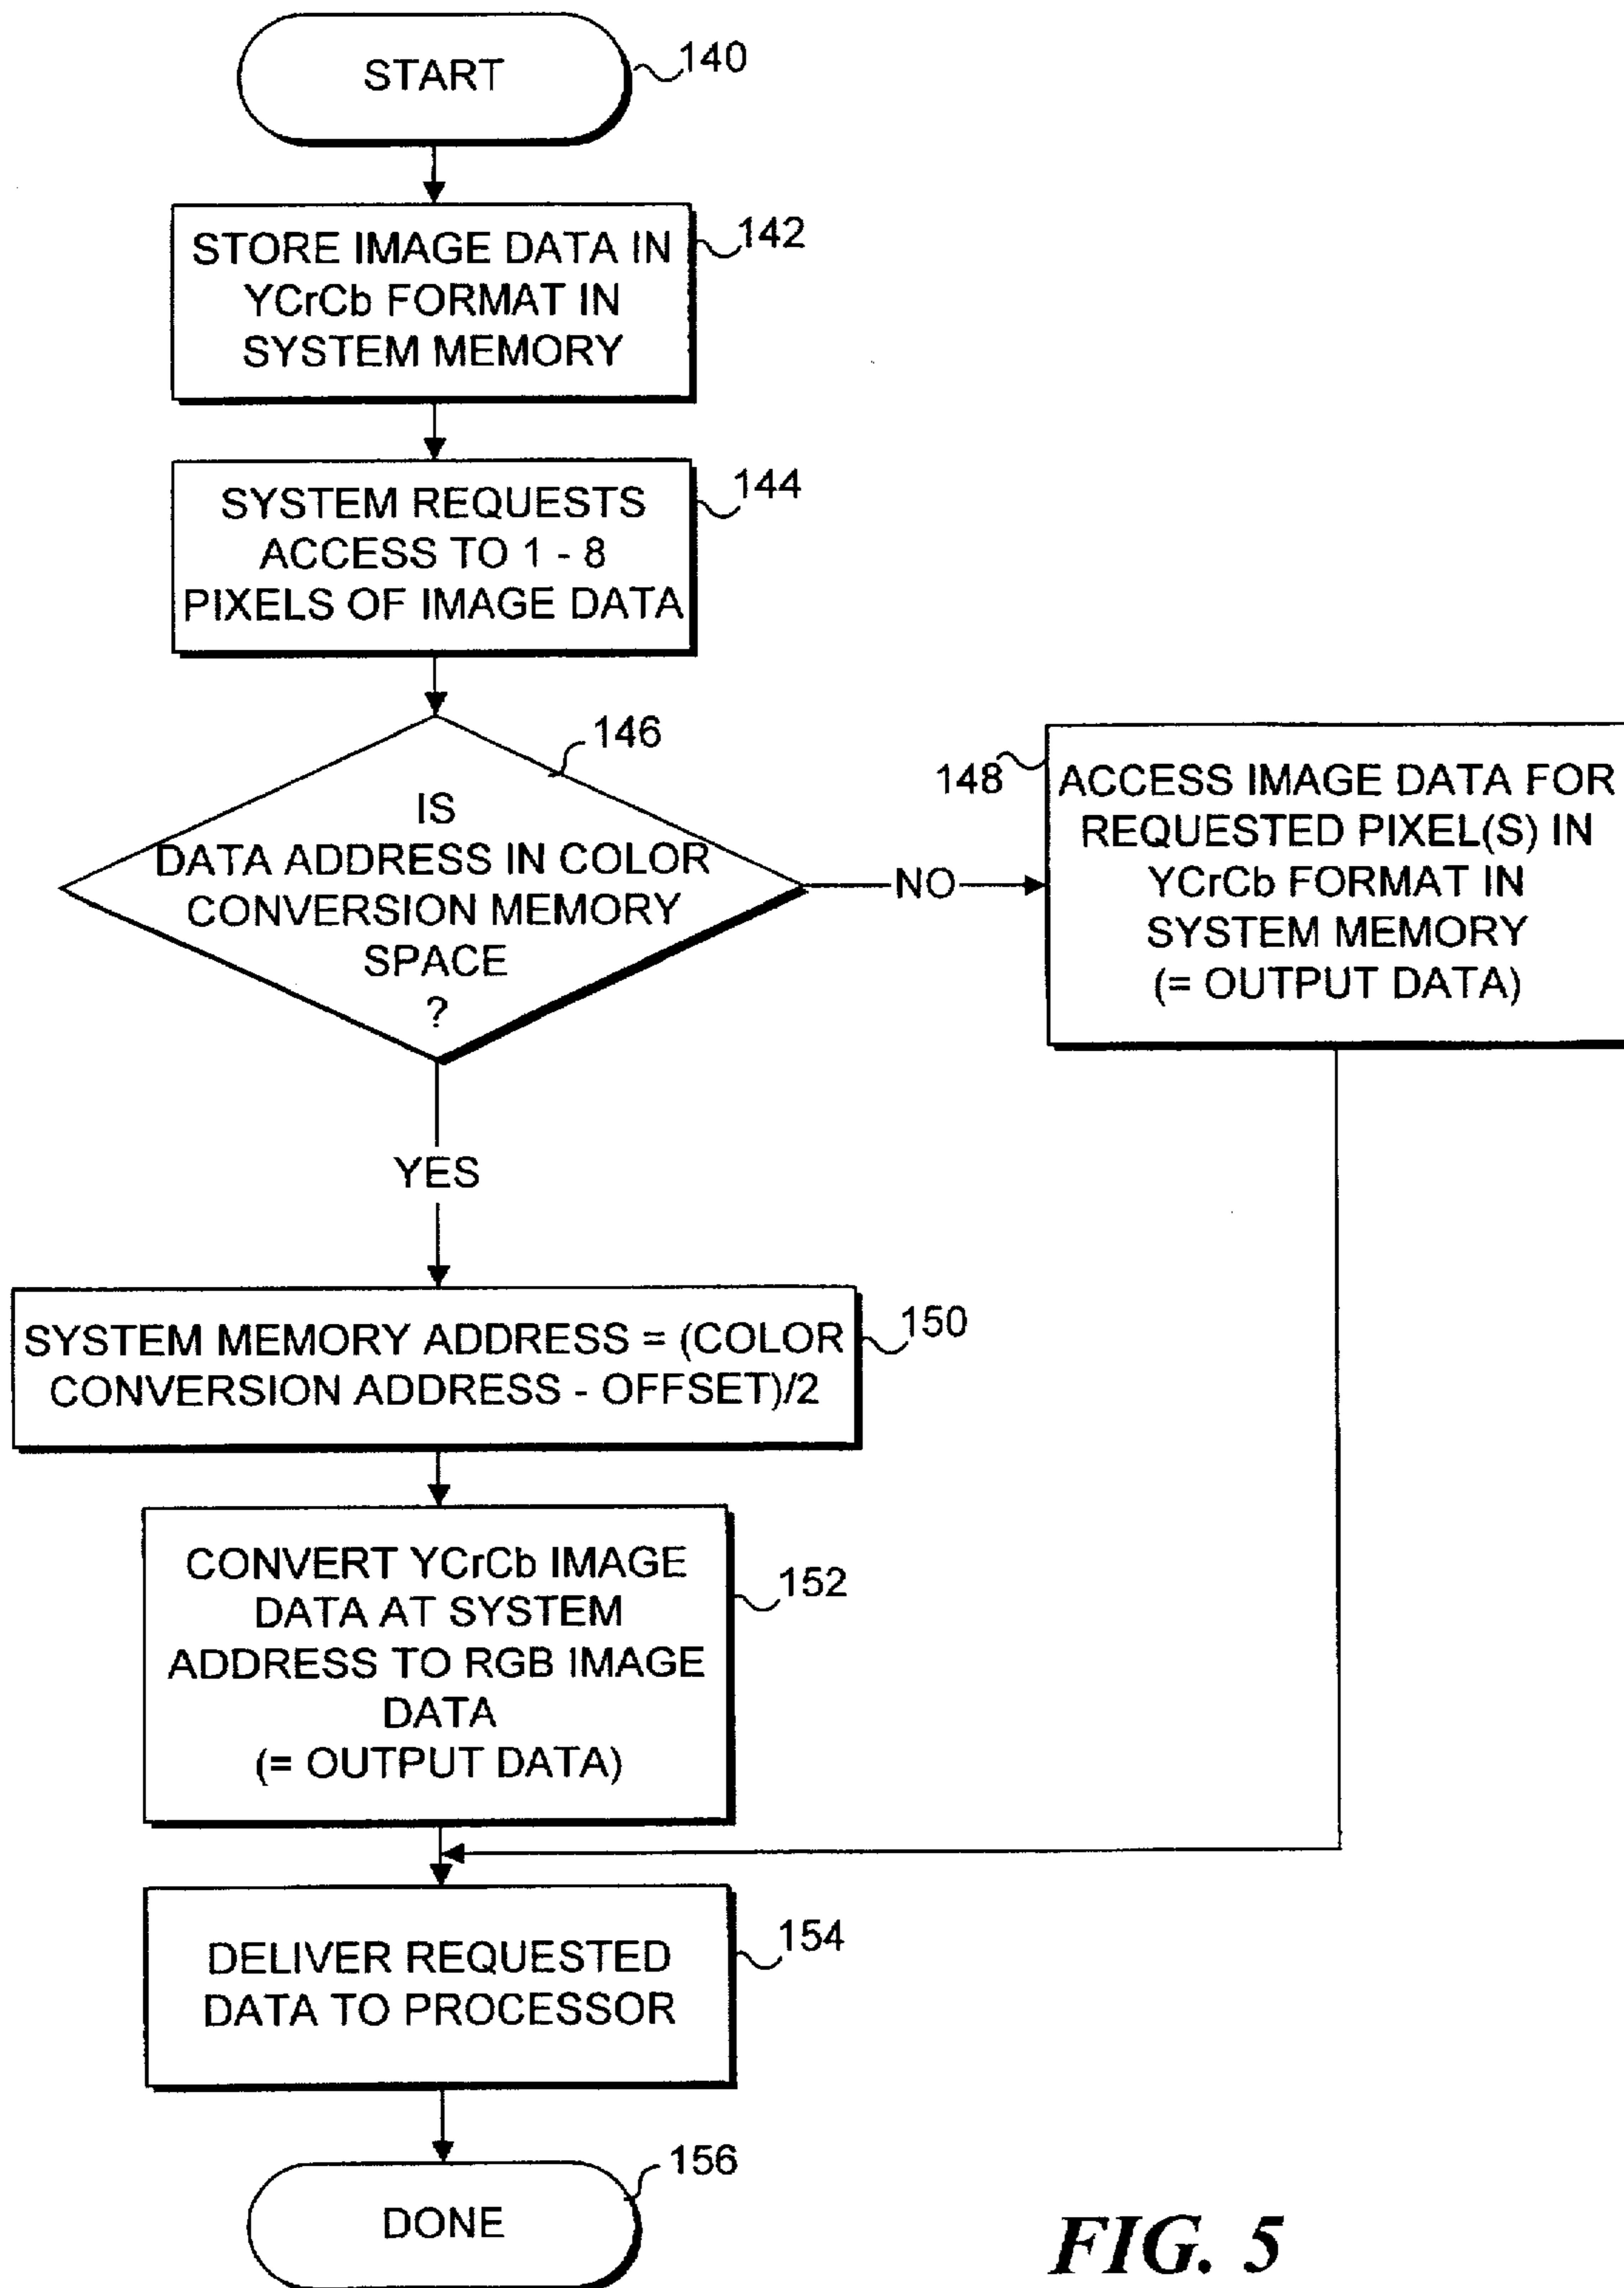 START
140
STORE IMAGE DATA IN
YCrCb FORMAT IN
SYSTEM MEMORY
142
SYSTEM REQUESTS
ACCESS TO 1 - 8
PIXELS OF IMAGE DATA
144
146
IS
DATA ADDRESS IN COLOR
CONVERSION MEMORY
SPACE
?
NO
148
ACCESS IMAGE DATA FOR
REQUESTED PIXEL(S) IN
YCrCb FORMAT IN
SYSTEM MEMORY
(= OUTPUT DATA)
YES
SYSTEM MEMORY ADDRESS = (COLOR
CONVERSION ADDRESS - OFFSET)/2
150
CONVERT YCrCb IMAGE
DATA AT SYSTEM
ADDRESS TO RGB IMAGE
DATA
(= OUTPUT DATA)
152
DELIVER REQUESTED
DATA TO PROCESSOR
154
DONE
156
FIG. 5